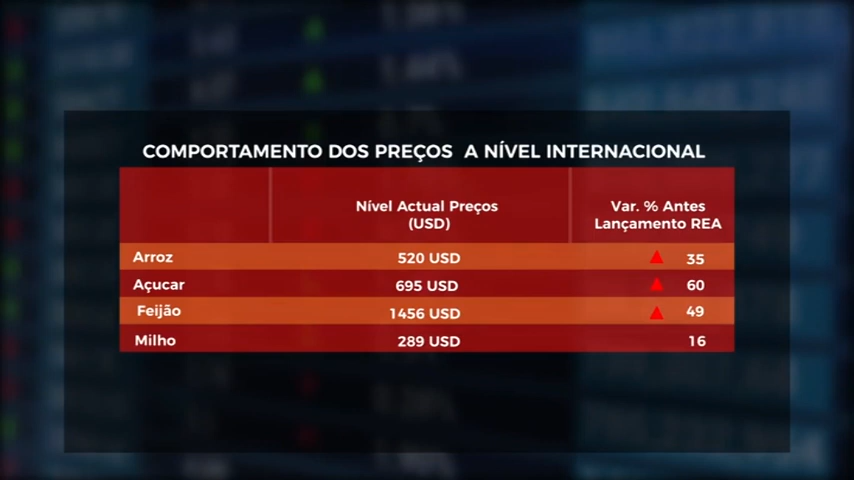 COMPORTAMENTO DOS PREÇOS A NÍVEL INTERNACIONAL
Nível Actual Preços (USD) Var. % Antes Lançamento REA
Arroz 520 USD 35
Açucar 695 USD 60
Feijão 1456 USD 49
Milho 289 USD 16